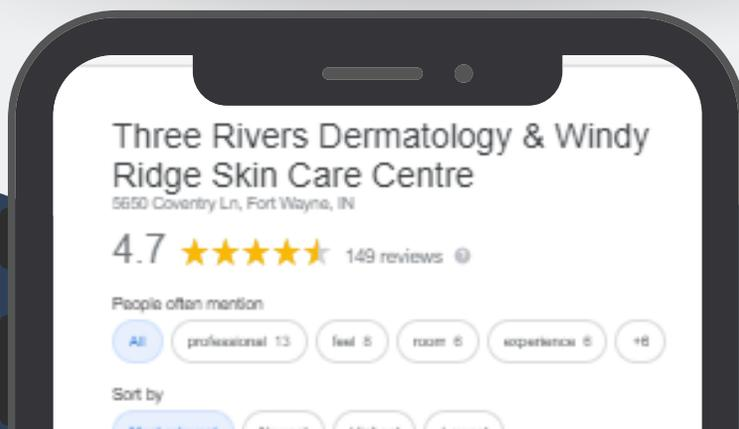 Three Rivers Dermatology & Windy
Ridge Skin Care Centre
5650 Coventry Ln, Fort Wayne, IN
4.7 149 reviews
People often mention
All professional 13 feel 8 room 6 experience 6 +6
Sort by